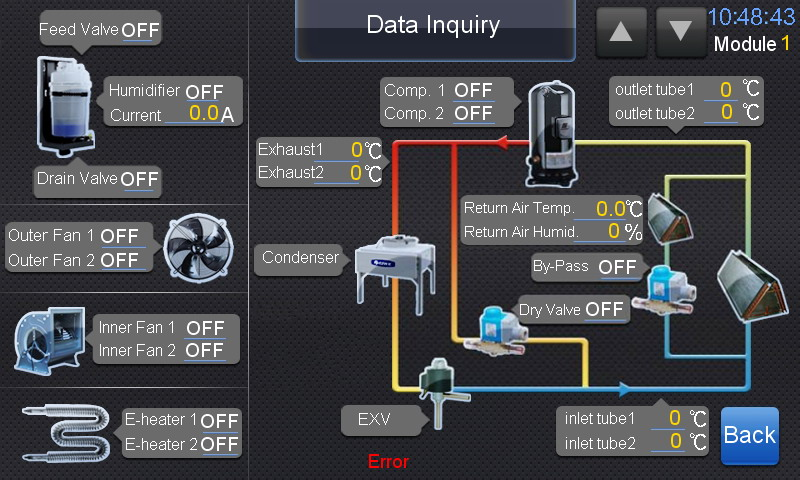 Data Inquiry
10:48:43
Module 1
Feed Valve OFF
Humidifier OFF
Current 0.0 A
Drain Valve OFF
Outer Fan 1 OFF
Outer Fan 2 OFF
Inner Fan 1 OFF
Inner Fan 2 OFF
E-heater 1 OFF
E-heater 2 OFF
Comp. 1 OFF
Comp. 2 OFF
outlet tube1 0 ℃
outlet tube2 0 ℃
Exhaust1 0 ℃
Exhaust2 0 ℃
Return Air Temp. 0.0 ℃
Return Air Humid. 0 %
Condenser
By-Pass OFF
Dry Valve OFF
EXV
inlet tube1 0 ℃
inlet tube2 0 ℃
Back
Error